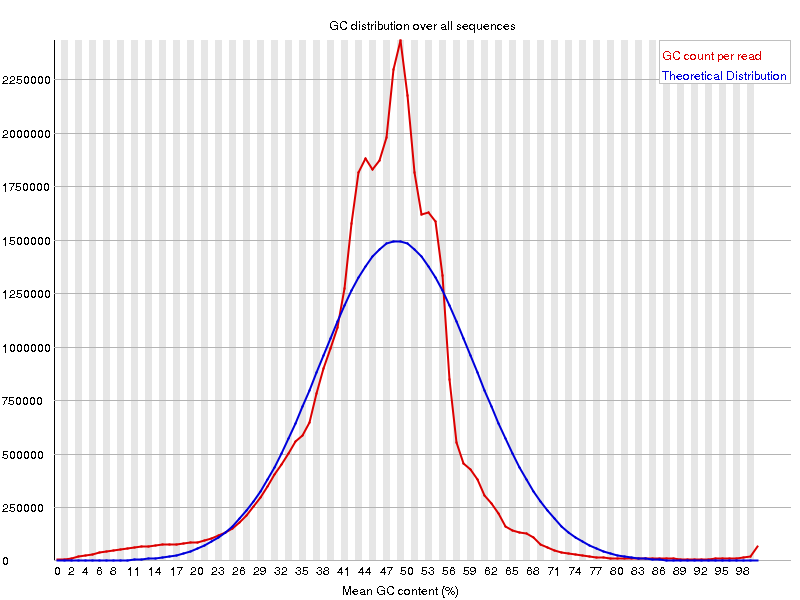 GC distribution over all sequences
GC count per read
Theoretical Distribution
2250000
2000000
1750000
1500000
1250000
1000000
750000
500000
250000
0
0 2 4 6 8 11 14 17 20 23 26 29 32 35 38 41 44 47 50 53 56 59 62 65 68 71 74 77 80 83 86 89 92 95 98
Mean GC content (%)